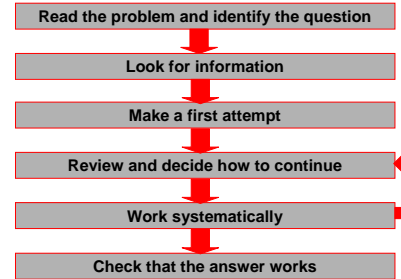 Read the problem and identify the question
Look for information
Make a first attempt
Review and decide how to continue
Work systematically
Check that the answer works